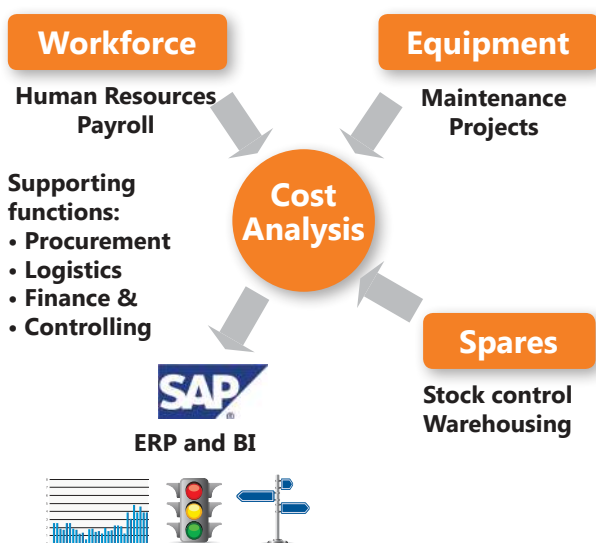 Workforce
Human Resources
Payroll
Equipment
Maintenance
Projects
Cost
Analysis
Supporting
functions:
• Procurement
• Logistics
• Finance &
• Controlling
Spares
Stock control
Warehousing
SAP
®
ERP and BI